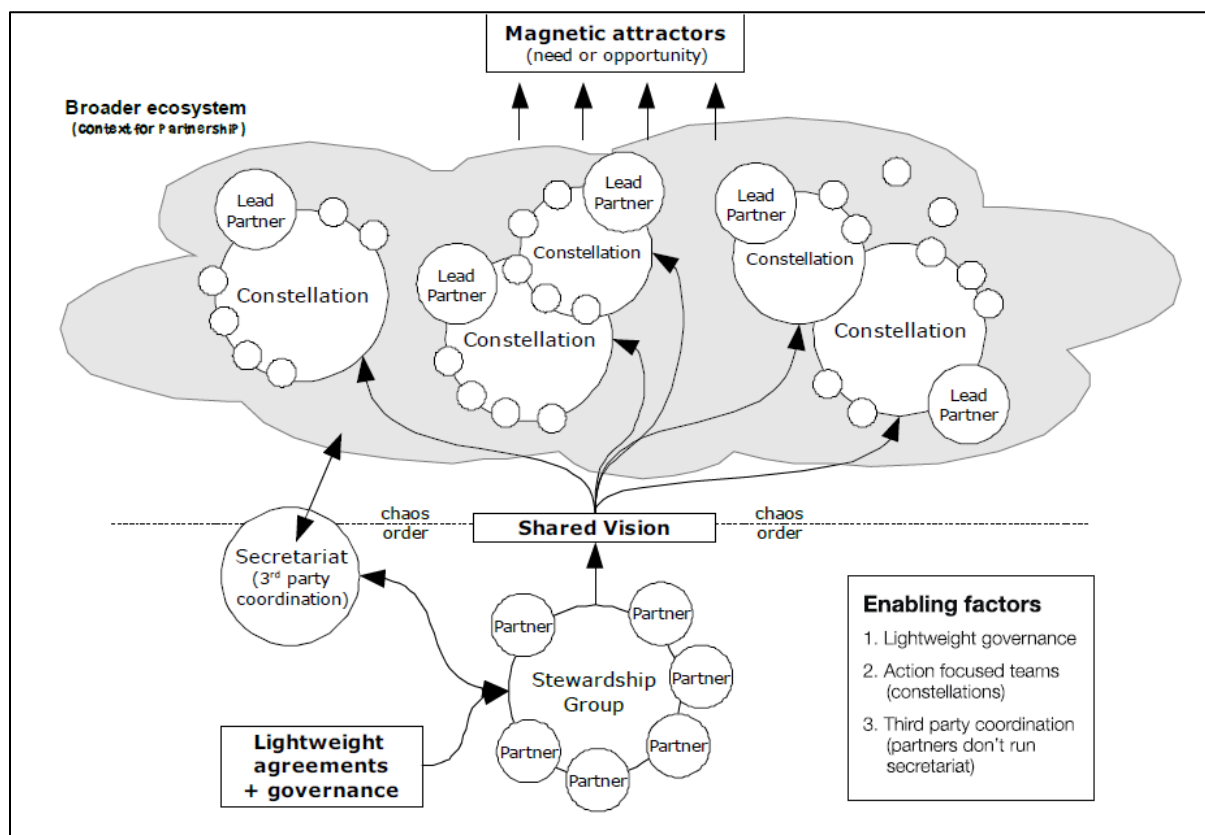 Magnetic attractors
(need or opportunity)
Broader ecosystem
(context for Partnership)
Lead
Partner
Constellation
Lead
Partner
Constellation
Lead
Partner
Constellation
Lead
Partner
Constellation
Constellation
Lead
Partner
chaos
order
Shared Vision
chaos
order
Secretariat
(3rd party
coordination)
Partner
Partner
Partner
Partner
Partner
Partner
Stewardship
Group
Lightweight
agreements
+ governance
Enabling factors
1. Lightweight governance
2. Action focused teams
(constellations)
3. Third party coordination
(partners don't run
secretariat)